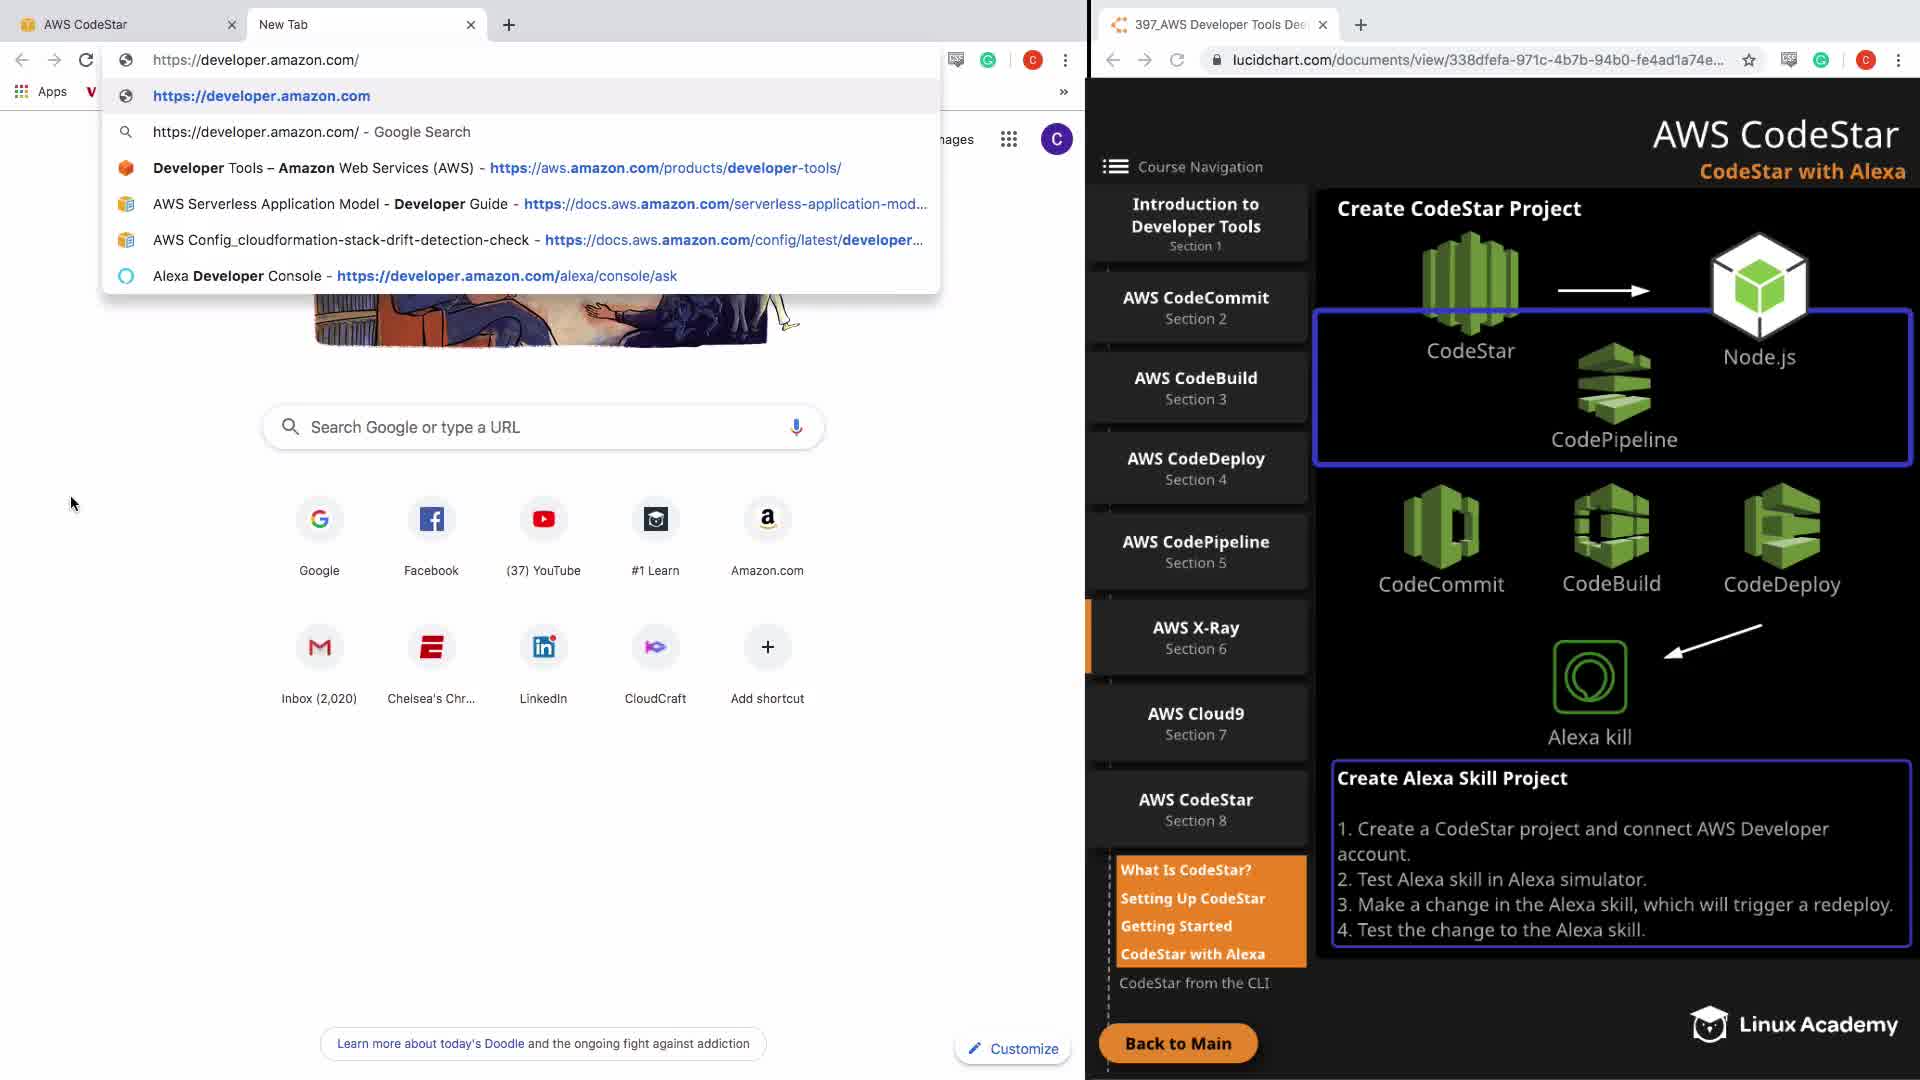 AWS CodeStar
New Tab
https://developer.amazon.com/
Apps
https://developer.amazon.com
https://developer.amazon.com/ - Google Search
Developer Tools – Amazon Web Services (AWS) - https://aws.amazon.com/products/developer-tools/
AWS Serverless Application Model - Developer Guide - https://docs.aws.amazon.com/serverless-application-mod...
AWS Config_cloudformation-stack-drift-detection-check - https://docs.aws.amazon.com/config/latest/developer...
Alexa Developer Console - https://developer.amazon.com/alexa/console/ask
C
C
Search Google or type a URL
Google
Facebook
(37) YouTube
#1 Learn
Amazon.com
Inbox (2,020)
Chelsea's Chr...
LinkedIn
CloudCraft
Add shortcut
Learn more about today's Doodle and the ongoing fight against addiction
Customize
397_AWS Developer Tools Dee
lucidchart.com/documents/view/338dfefa-971c-4b7b-94b0-fe4ad1a74e...
C
AWS CodeStar
CodeStar with Alexa
Course Navigation
Introduction to
Developer Tools
Section 1
AWS CodeCommit
Section 2
AWS CodeBuild
Section 3
AWS CodeDeploy
Section 4
AWS CodePipeline
Section 5
AWS X-Ray
Section 6
AWS Cloud9
Section 7
AWS CodeStar
Section 8
What Is CodeStar?
Setting Up CodeStar
Getting Started
CodeStar with Alexa
CodeStar from the CLI
Back to Main
Create CodeStar Project
CodeStar
Node.js
CodePipeline
CodeCommit
CodeBuild
CodeDeploy
Alexa kill
Create Alexa Skill Project
1. Create a CodeStar project and connect AWS Developer
account.
2. Test Alexa skill in Alexa simulator.
3. Make a change in the Alexa skill, which will trigger a redeploy.
4. Test the change to the Alexa skill.
Linux Academy